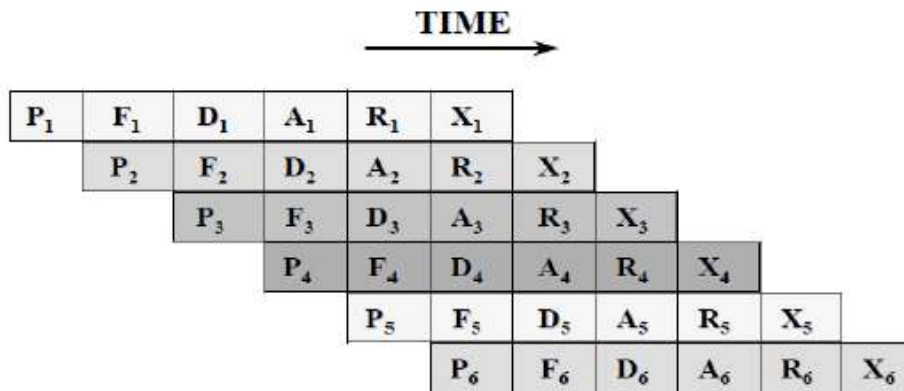 TIME
P₁ F₁ D₁ A₁ R₁ X₁
P₂ F₂ D₂ A₂ R₂ X₂
P₃ F₃ D₃ A₃ R₃ X₃
P₄ F₄ D₄ A₄ R₄ X₄
P₅ F₅ D₅ A₅ R₅ X₅
P₆ F₆ D₆ A₆ R₆ X₆